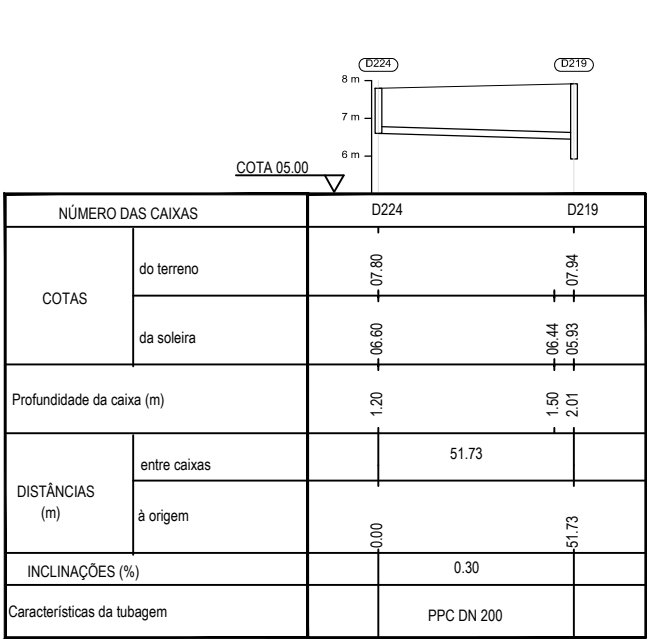 D224 D219
8 m
7 m
6 m
COTA 05.00
NÚMERO DAS CAIXAS D224 D219
COTAS
do terreno 07.80 07.94
da soleira 06.60 06.44 05.93
Profundidade da caixa (m) 1.20 1.50 2.01
DISTÂNCIAS
(m)
entre caixas 51.73
à origem 0.00 51.73
INCLINAÇÕES (%) 0.30
Características da tubagem PPC DN 200